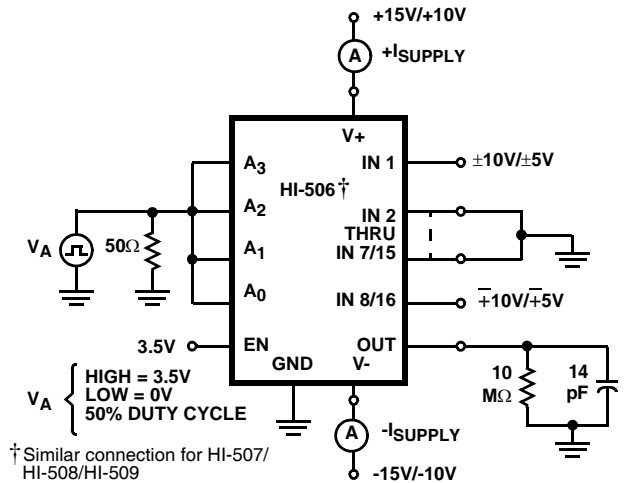 +15V/+10V
A
+ISUPPLY
V+
A3
IN 1
±10V/±5V
HI-506†
A2
IN 2
THRU
VA
50Ω
A1
IN 7/15
A0
IN 8/16
∓10V/∓5V
3.5V
EN
OUT
GND
V-
VA
HIGH = 3.5V
LOW = 0V
50% DUTY CYCLE
10
MΩ
14
pF
A
-ISUPPLY
†Similar connection for HI-507/
HI-508/HI-509
-15V/-10V